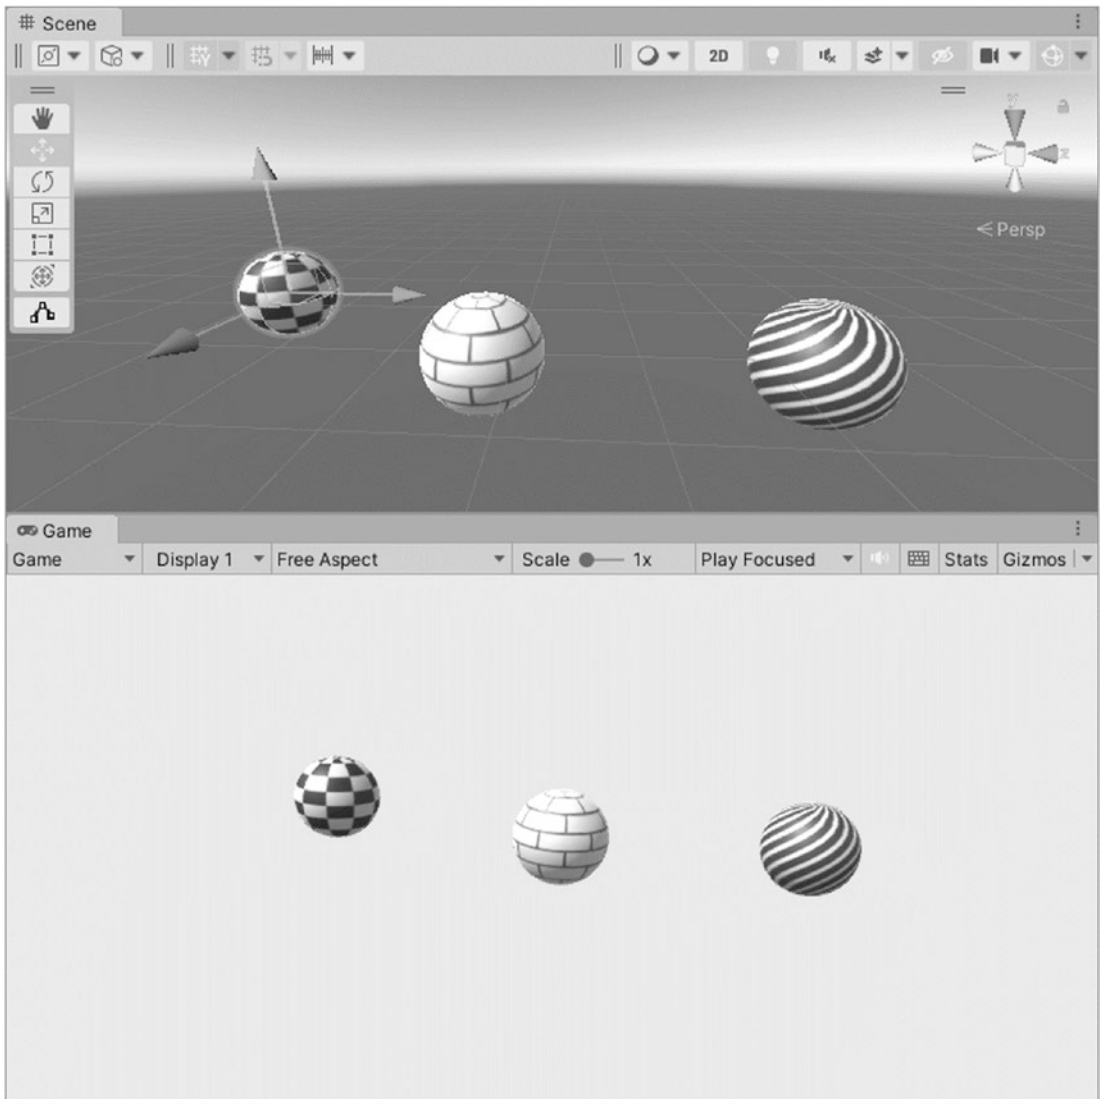 Scene
2D
Y
Z
Persp
Game
Game Display 1 Free Aspect Scale 1x Play Focused Stats Gizmos